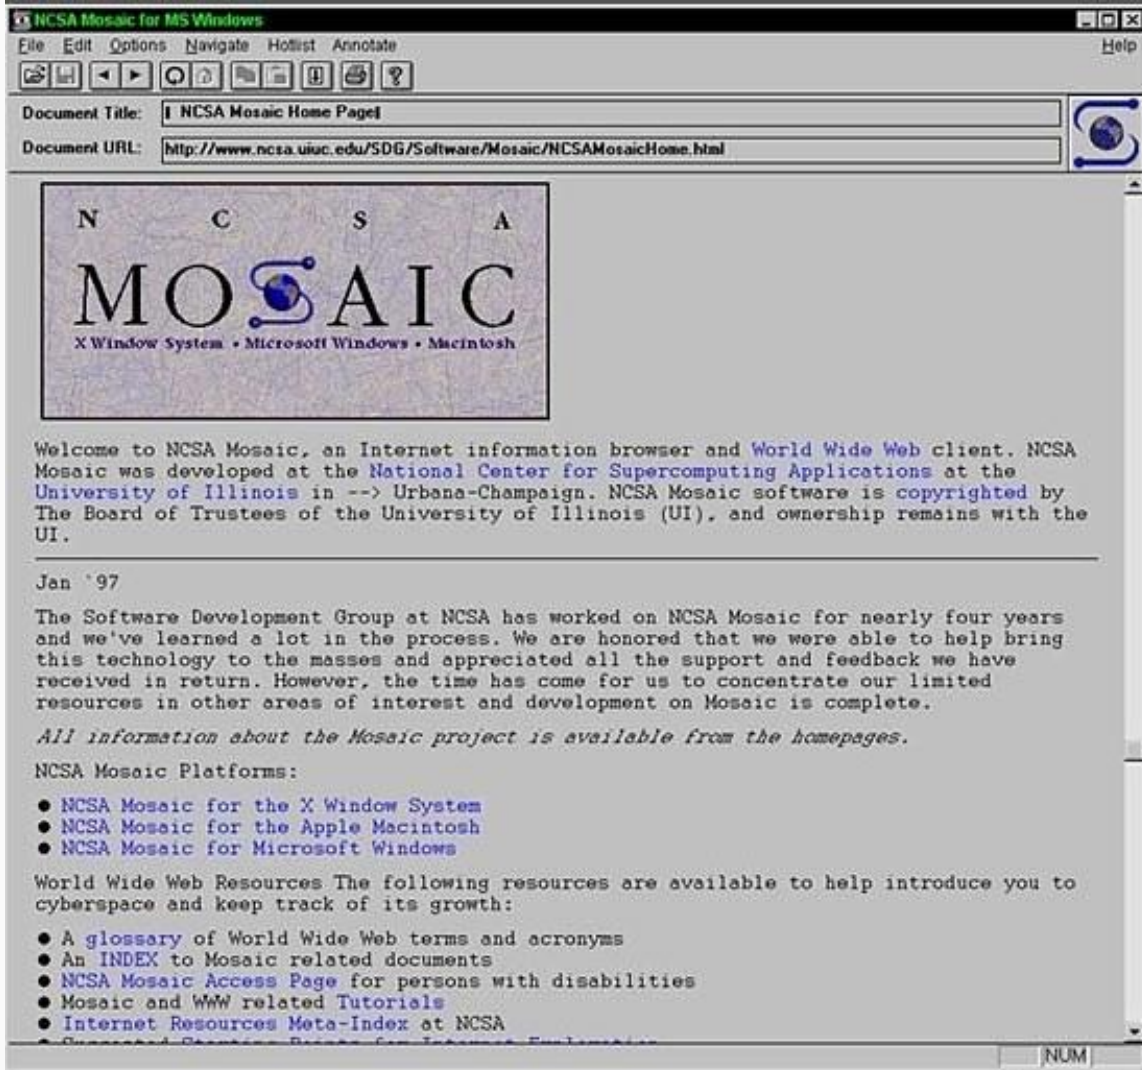 NCSA Mosaic for MS Windows
File Edit Options Navigate Hotlist Annotate Help
Document Title: NCSA Mosaic Home Page
Document URL: http://www.ncsa.uiuc.edu/SDG/Software/Mosaic/NCSAMosaicHome.html
N C S A
MOSAIC
X Window System • Microsoft Windows • Macintosh
Welcome to NCSA Mosaic, an Internet information browser and World Wide Web client. NCSA
Mosaic was developed at the National Center for Supercomputing Applications at the
University of Illinois in --> Urbana-Champaign. NCSA Mosaic software is copyrighted by
The Board of Trustees of the University of Illinois (UI), and ownership remains with the
UI.
Jan `97
The Software Development Group at NCSA has worked on NCSA Mosaic for nearly four years
and we've learned a lot in the process. We are honored that we were able to help bring
this technology to the masses and appreciated all the support and feedback we have
received in return. However, the time has come for us to concentrate our limited
resources in other areas of interest and development on Mosaic is complete.
All information about the Mosaic project is available from the homepages.
NCSA Mosaic Platforms:
● NCSA Mosaic for the X Window System
● NCSA Mosaic for the Apple Macintosh
● NCSA Mosaic for Microsoft Windows
World Wide Web Resources The following resources are available to help introduce you to
cyberspace and keep track of its growth:
● A glossary of World Wide Web terms and acronyms
● An INDEX to Mosaic related documents
● NCSA Mosaic Access Page for persons with disabilities
● Mosaic and WWW related Tutorials
● Internet Resources Meta-Index at NCSA
NUM